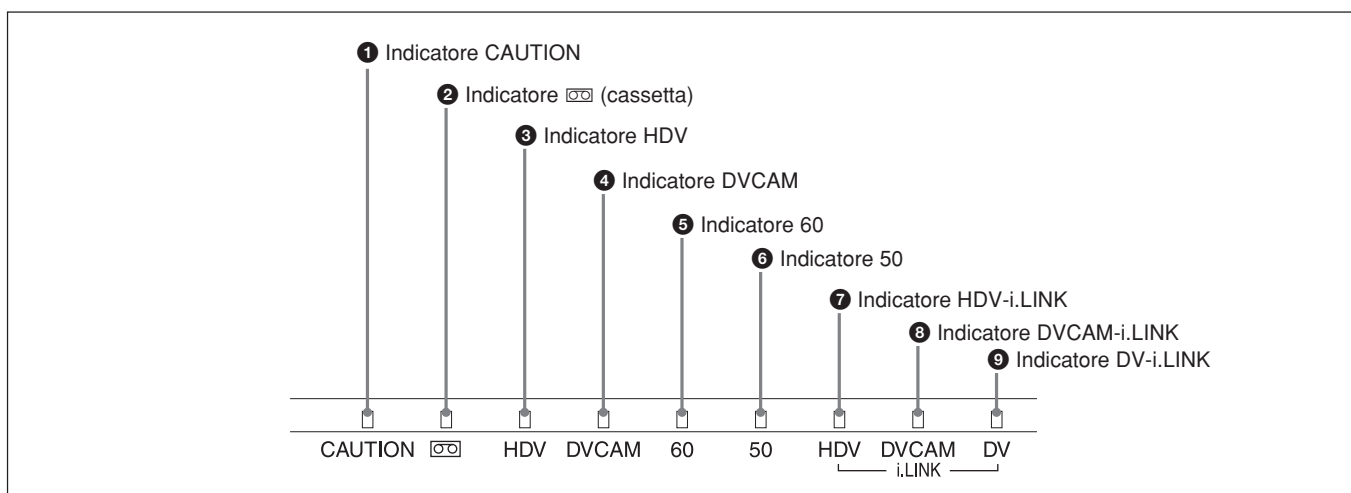 ❶ Indicatore CAUTION
❷ Indicatore (cassetta)
❸ Indicatore HDV
❹ Indicatore DVCAM
❺ Indicatore 60
❻ Indicatore 50
❼ Indicatore HDV-i.LINK
❽ Indicatore DVCAM-i.LINK
❾ Indicatore DV-i.LINK
CAUTION HDV DVCAM 60 50 HDV DVCAM DV
i.LINK